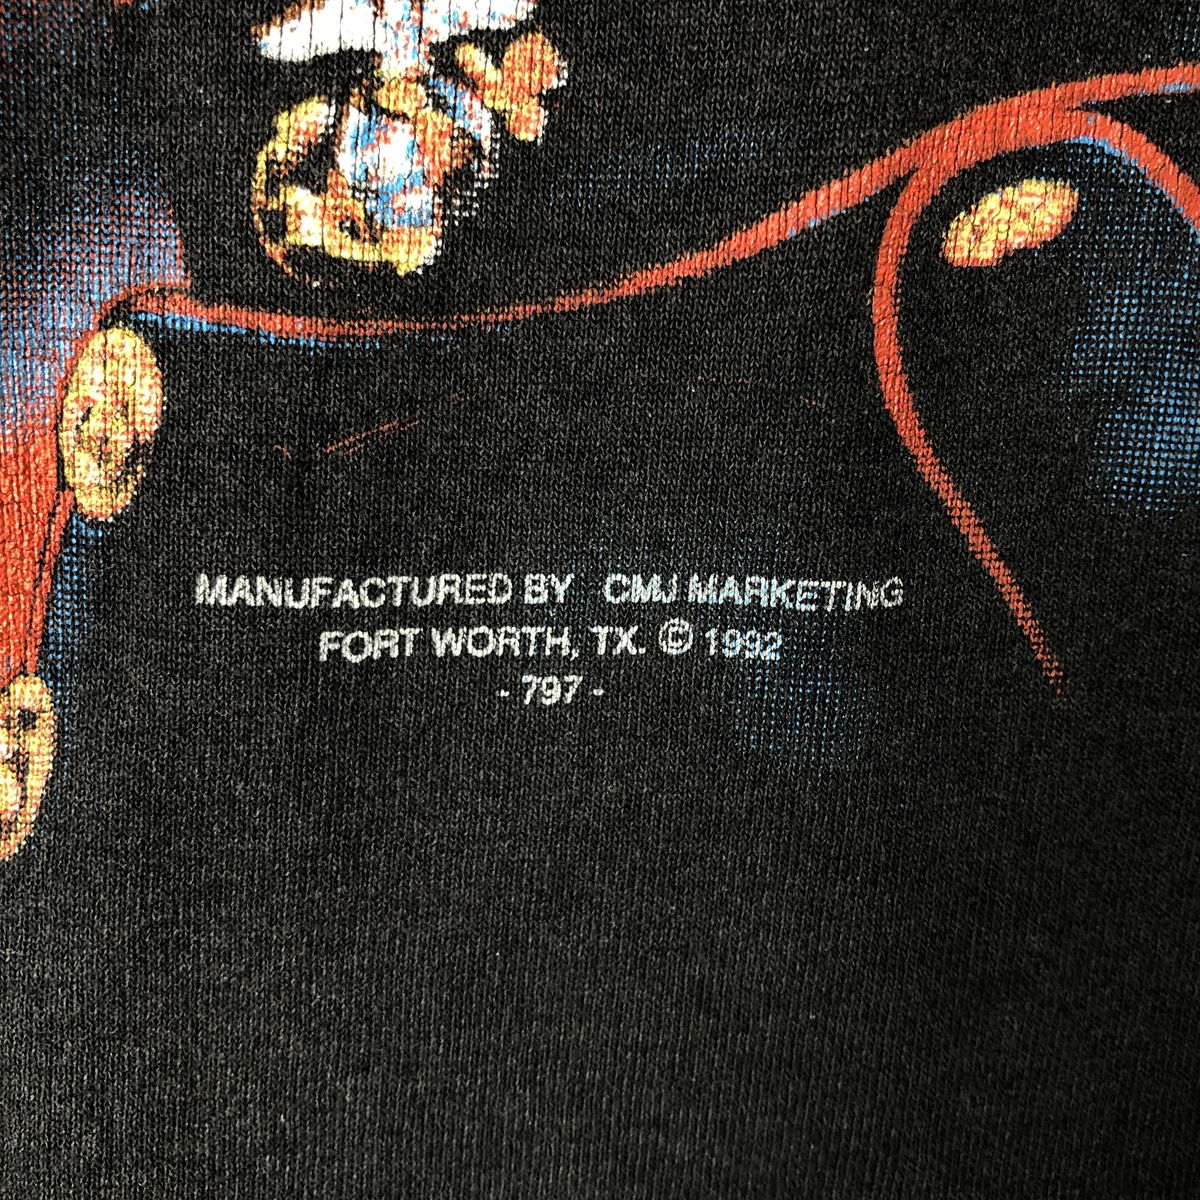 MANUFACTURED BY CMJ MARKETING
FORT WORTH, TX. © 1992
- 797 -